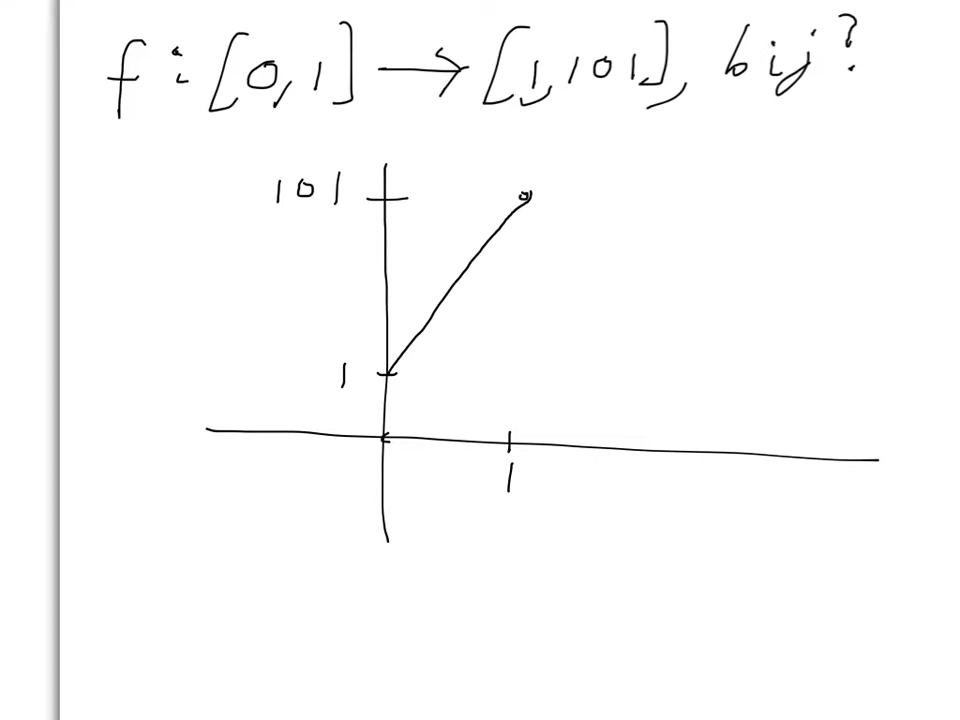 f : [0, 1] → [1, 101], bij?
101
1
1